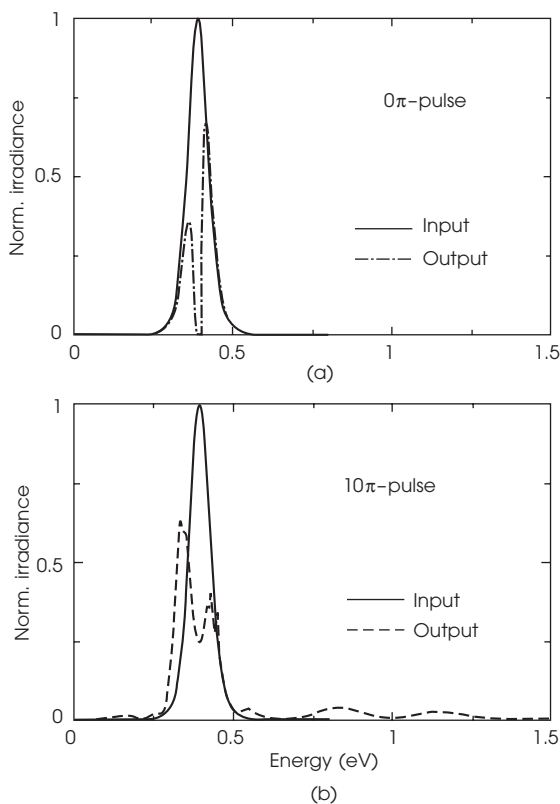 1
0π-pulse
Norm. irradiance
0.5
Input
Output
0
0 0.5 1 1.5
(a)
1
10π-pulse
Norm. irradiance
0.5
Input
Output
0
0 0.5 1 1.5
Energy (eV)
(b)